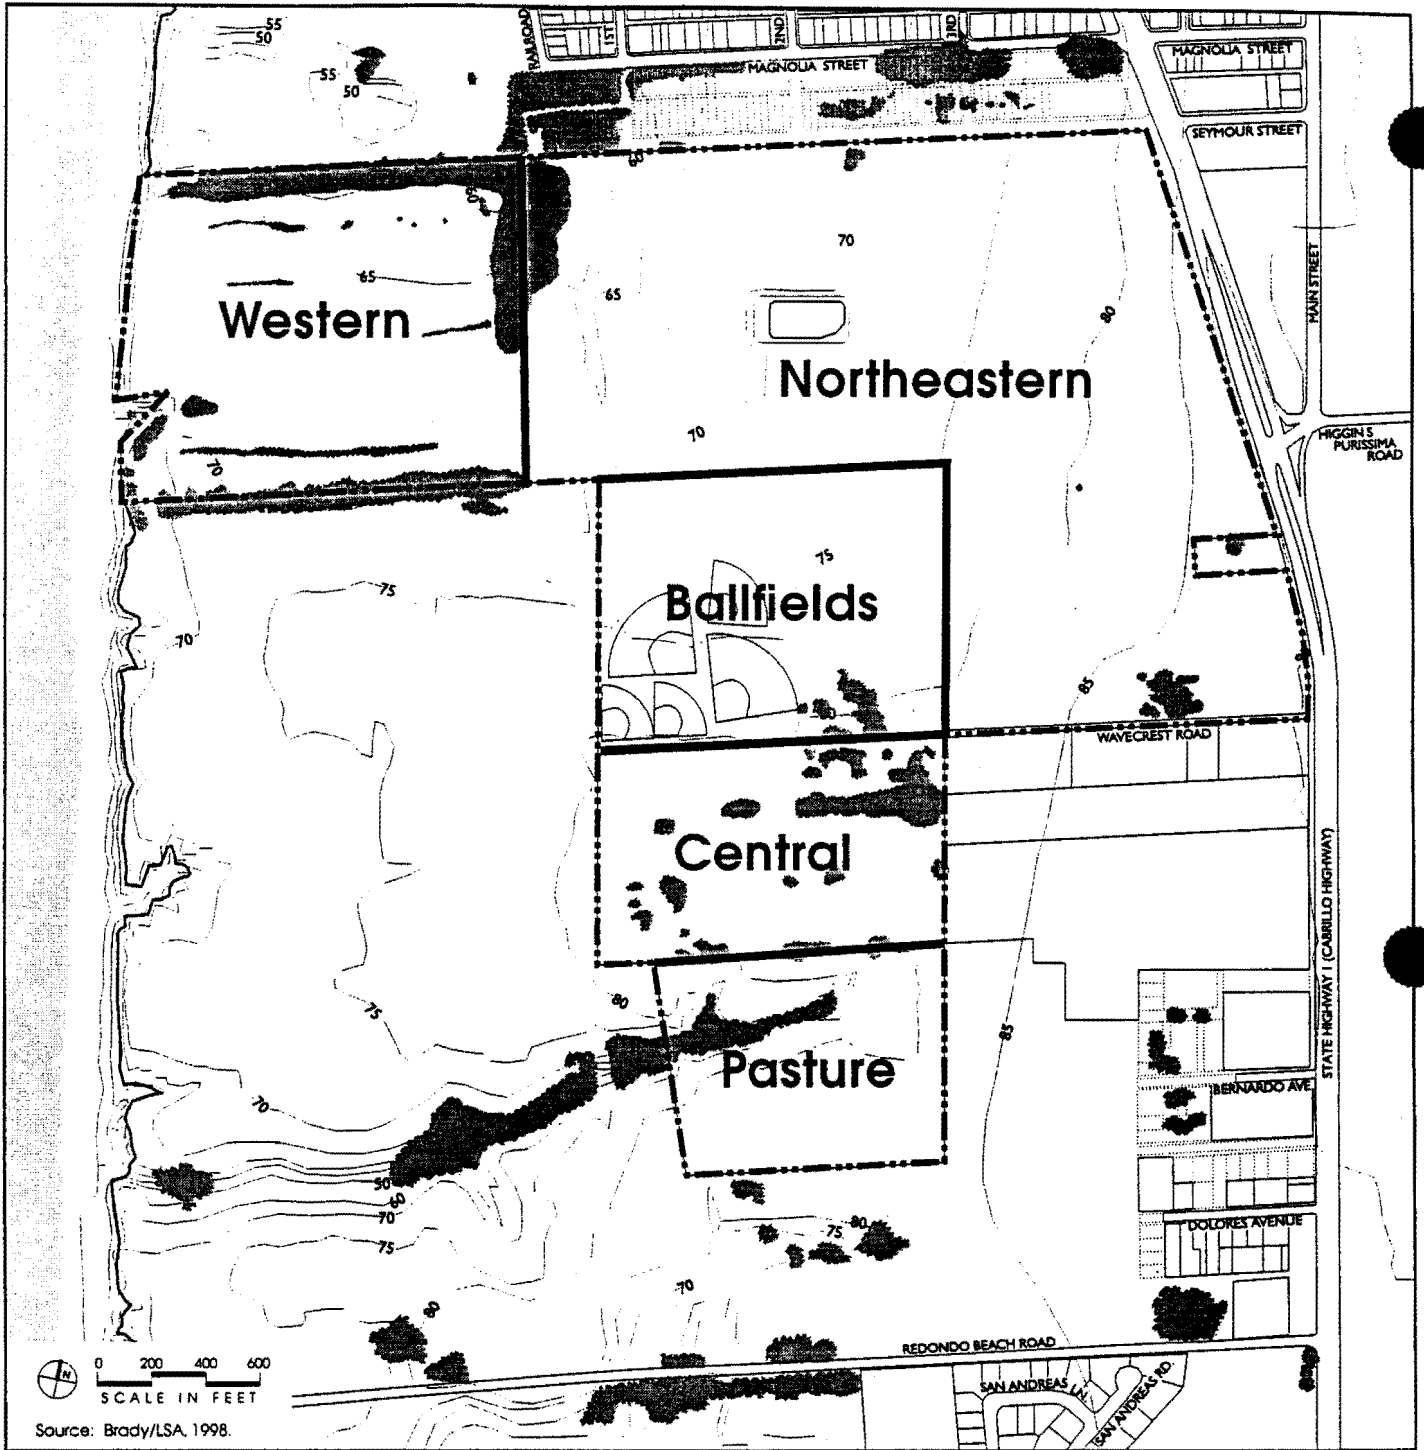 55
50
55
50
RAILROAD
1ST
2ND
3RD
MAGNOLIA STREET
MAGNOLIA STREET
SEYMOUR STREET
60
60
70
65
65
Western
MAIN STREET
80
Northeastern
70
HIGGINS
PURISSIMA
ROAD
70
75
75
Ballfields
70
85
80
WAVECREST ROAD
Central
STATE HIGHWAY 1 (CABRILLO HIGHWAY)
80
75
85
Pasture
BERNARDO AVE.
70
50
60
70
75
80
75
DOLORES AVENUE
70
80
REDONDO BEACH ROAD
SAN ANDREAS LN.
SAN ANDREAS RD.
N
0 200 400 600
SCALE IN FEET
Source: Brady/LSA, 1998.